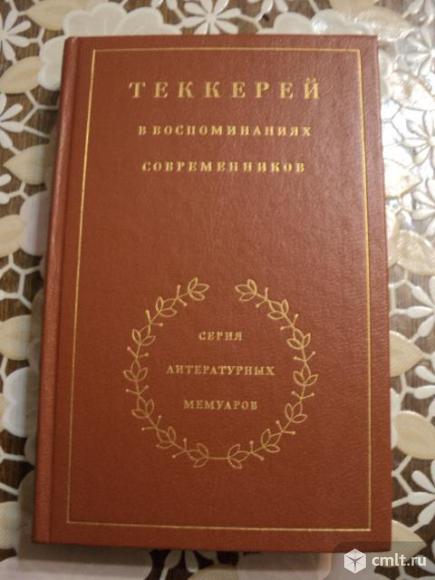 ТЕККЕРЕЙ
В ВОСПОМИНАНИЯХ
СОВРЕМЕННИКОВ
СЕРИЯ
ЛИТЕРАТУРНЫХ
МЕМУАРОВ
cmlt.ru